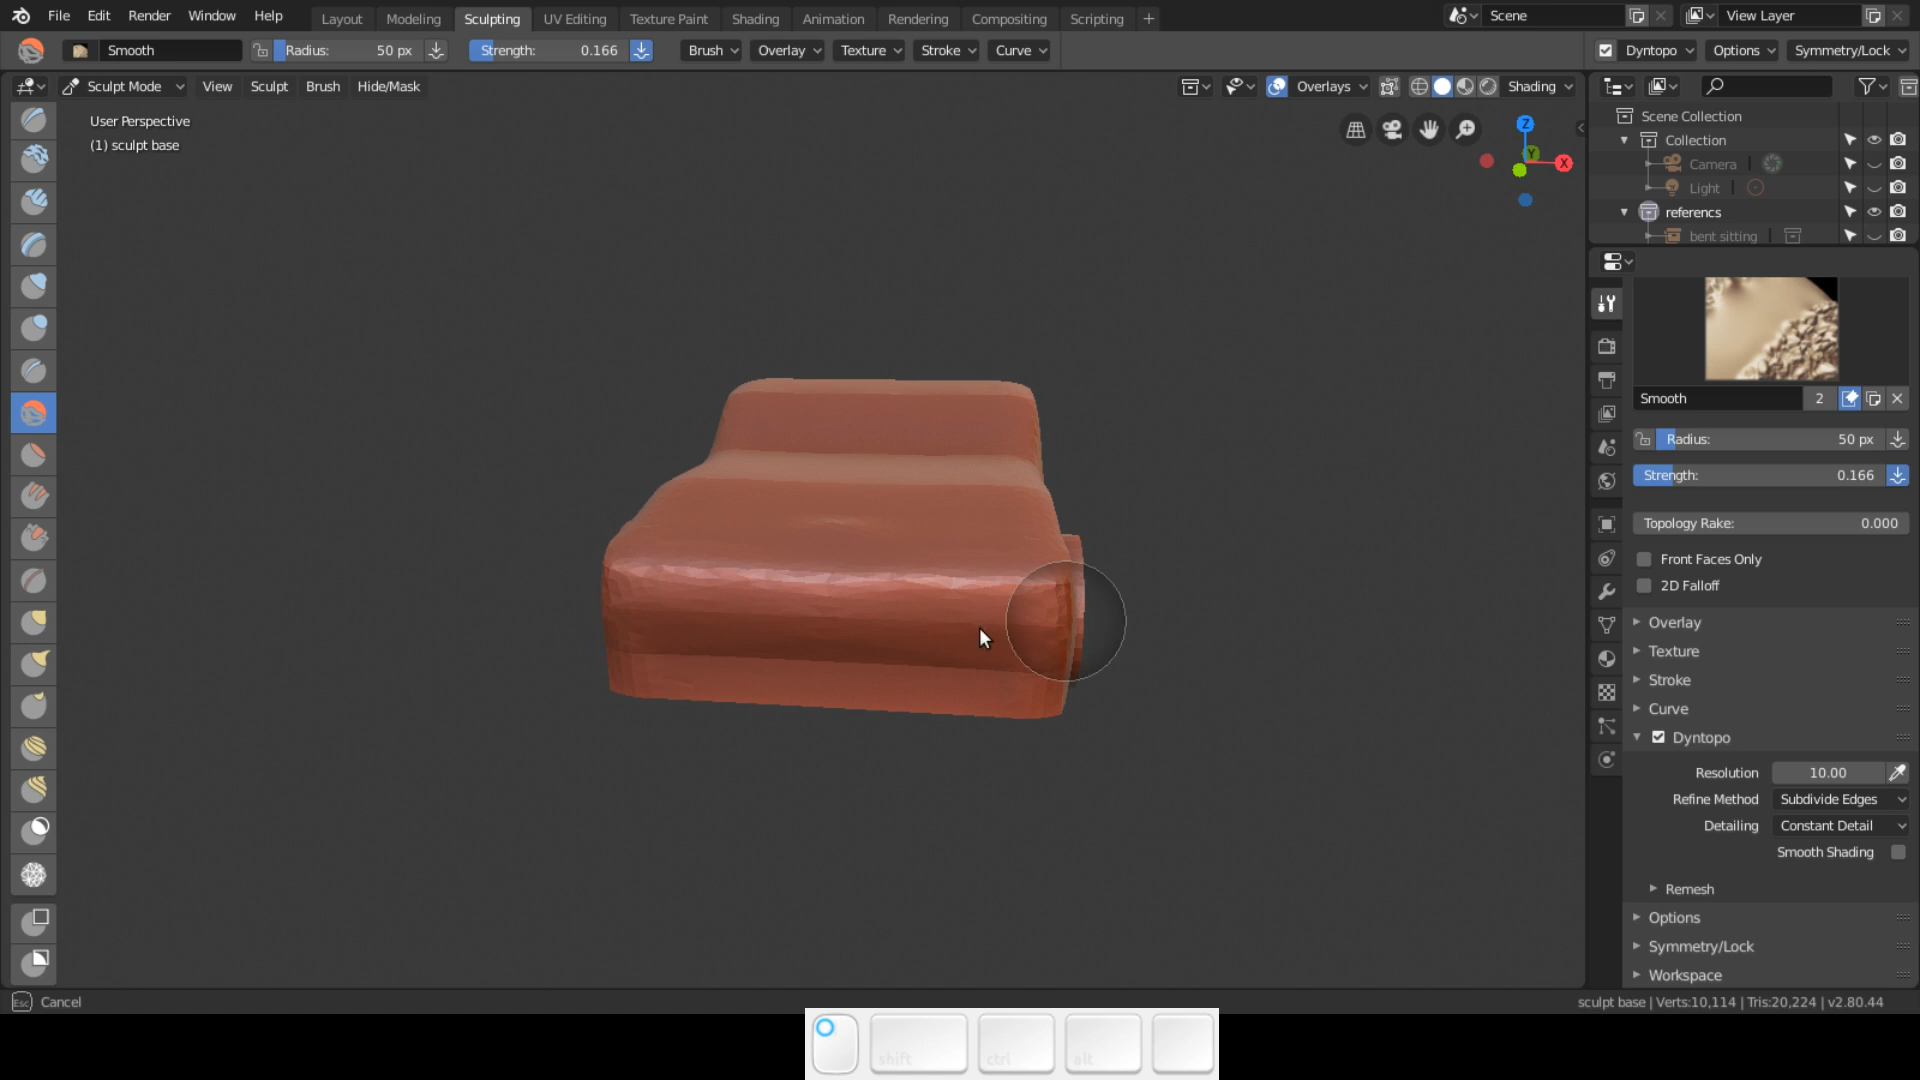 File Edit Render Window Help Layout Modeling Sculpting UV Editing Texture Paint Shading Animation Rendering Compositing Scripting + Scene View Layer
Smooth Radius: 50 px Strength: 0.166 Brush Overlay Texture Stroke Curve Dyntopo Options Symmetry/Lock
Sculpt Mode View Sculpt Brush Hide/Mask Overlays Shading
User Perspective
(1) sculpt base
Z
Y
X
Scene Collection
Collection
Camera
Light
referencs
bent sitting
Smooth 2
Radius: 50 px
Strength: 0.166
Topology Rake: 0.000
Front Faces Only
2D Falloff
Overlay
Texture
Stroke
Curve
Dyntopo
Resolution 10.00
Refine Method Subdivide Edges
Detailing Constant Detail
Smooth Shading
Remesh
Options
Symmetry/Lock
Workspace
Esc Cancel
sculpt base | Verts:10,114 | Tris:20,224 | v2.80.44
shift ctrl alt